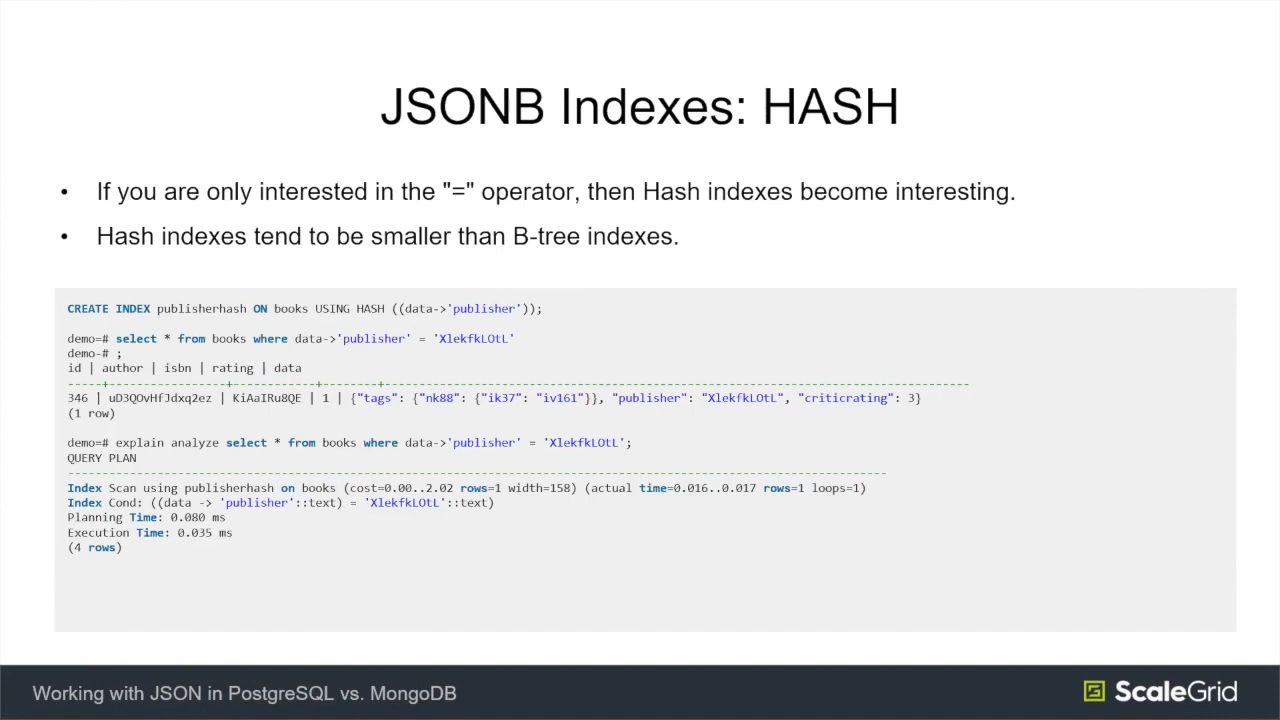 JSONB Indexes: HASH
• If you are only interested in the "=" operator, then Hash indexes become interesting.
• Hash indexes tend to be smaller than B-tree indexes.
CREATE INDEX publisherhash ON books USING HASH ((data->'publisher'));
demo=# select * from books where data->'publisher' = 'XlekfkLOtL'
demo-# ;
id | author | isbn | rating | data
-----+-----------------+-------------+--------+-------------------------------------------------------------------------------------
346 | uD3QOvHfJdxq2ez | KiAaIRu8QE | 1 | {"tags": {"nk88": {"ik37": "iv161"}}, "publisher": "XlekfkLOtL", "criticrating": 3}
(1 row)
demo=# explain analyze select * from books where data->'publisher' = 'XlekfkLOtL';
QUERY PLAN
-----------------------------------------------------------------------------------------------------------------------
Index Scan using publisherhash on books (cost=0.00..2.02 rows=1 width=158) (actual time=0.016..0.017 rows=1 loops=1)
Index Cond: ((data -> 'publisher'::text) = 'XlekfkLOtL'::text)
Planning Time: 0.080 ms
Execution Time: 0.035 ms
(4 rows)
Working with JSON in PostgreSQL vs. MongoDB
ScaleGrid